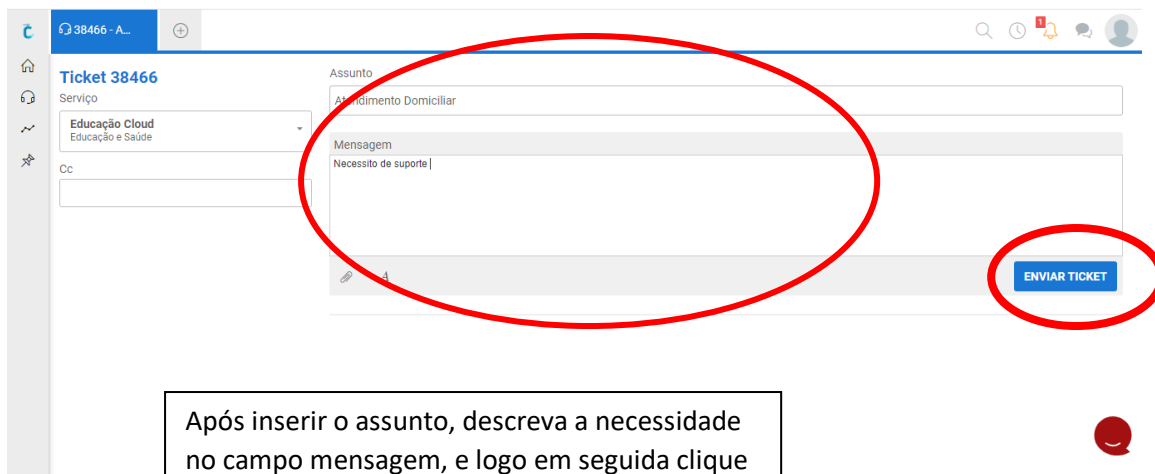 38466 - A...
1
Ticket 38466
Serviço
Educação Cloud
Educação e Saúde
Cc
Assunto
Atendimento Domiciliar
Mensagem
Necessito de suporte
A
ENVIAR TICKET
Após inserir o assunto, descreva a necessidade
no campo mensagem, e logo em seguida clique